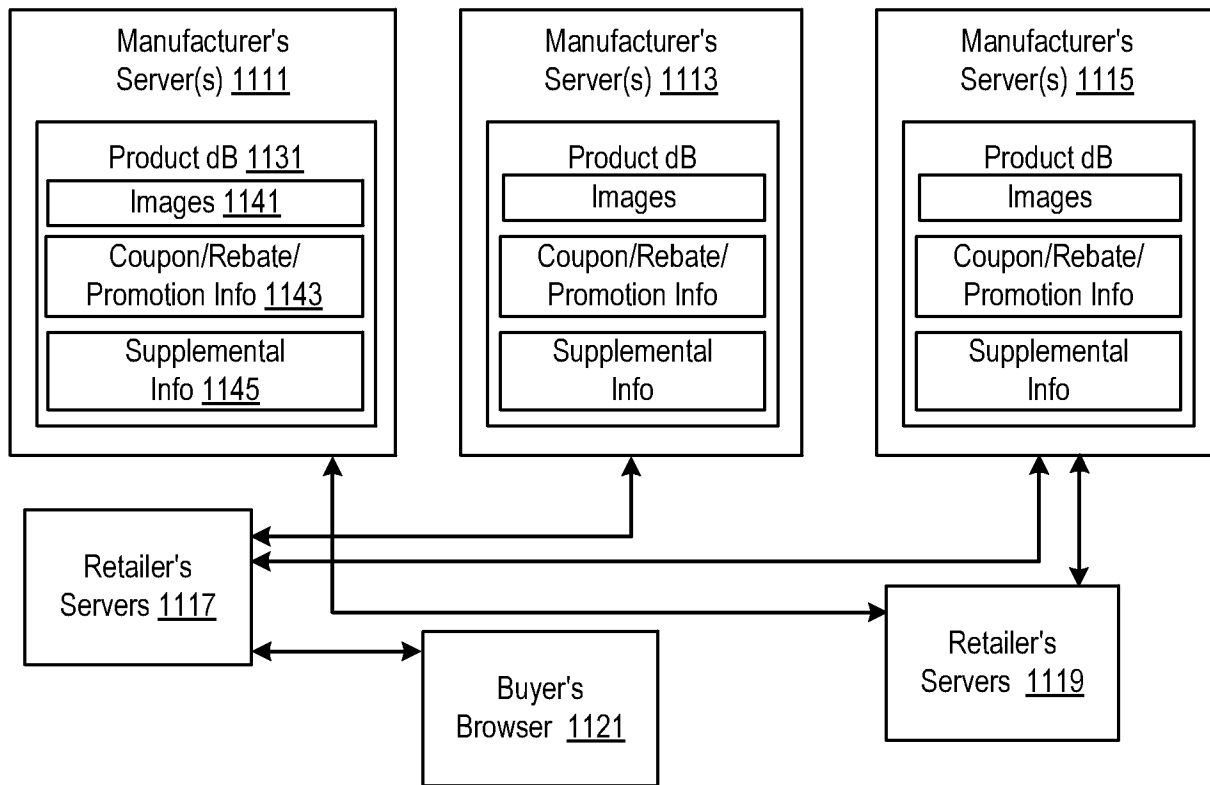 Manufacturer's
Server(s) 1111
Product dB 1131
Images 1141
Coupon/Rebate/
Promotion Info 1143
Supplemental
Info 1145
Manufacturer's
Server(s) 1113
Product dB
Images
Coupon/Rebate/
Promotion Info
Supplemental
Info
Manufacturer's
Server(s) 1115
Product dB
Images
Coupon/Rebate/
Promotion Info
Supplemental
Info
Retailer's
Servers 1117
Buyer's
Browser 1121
Retailer's
Servers 1119